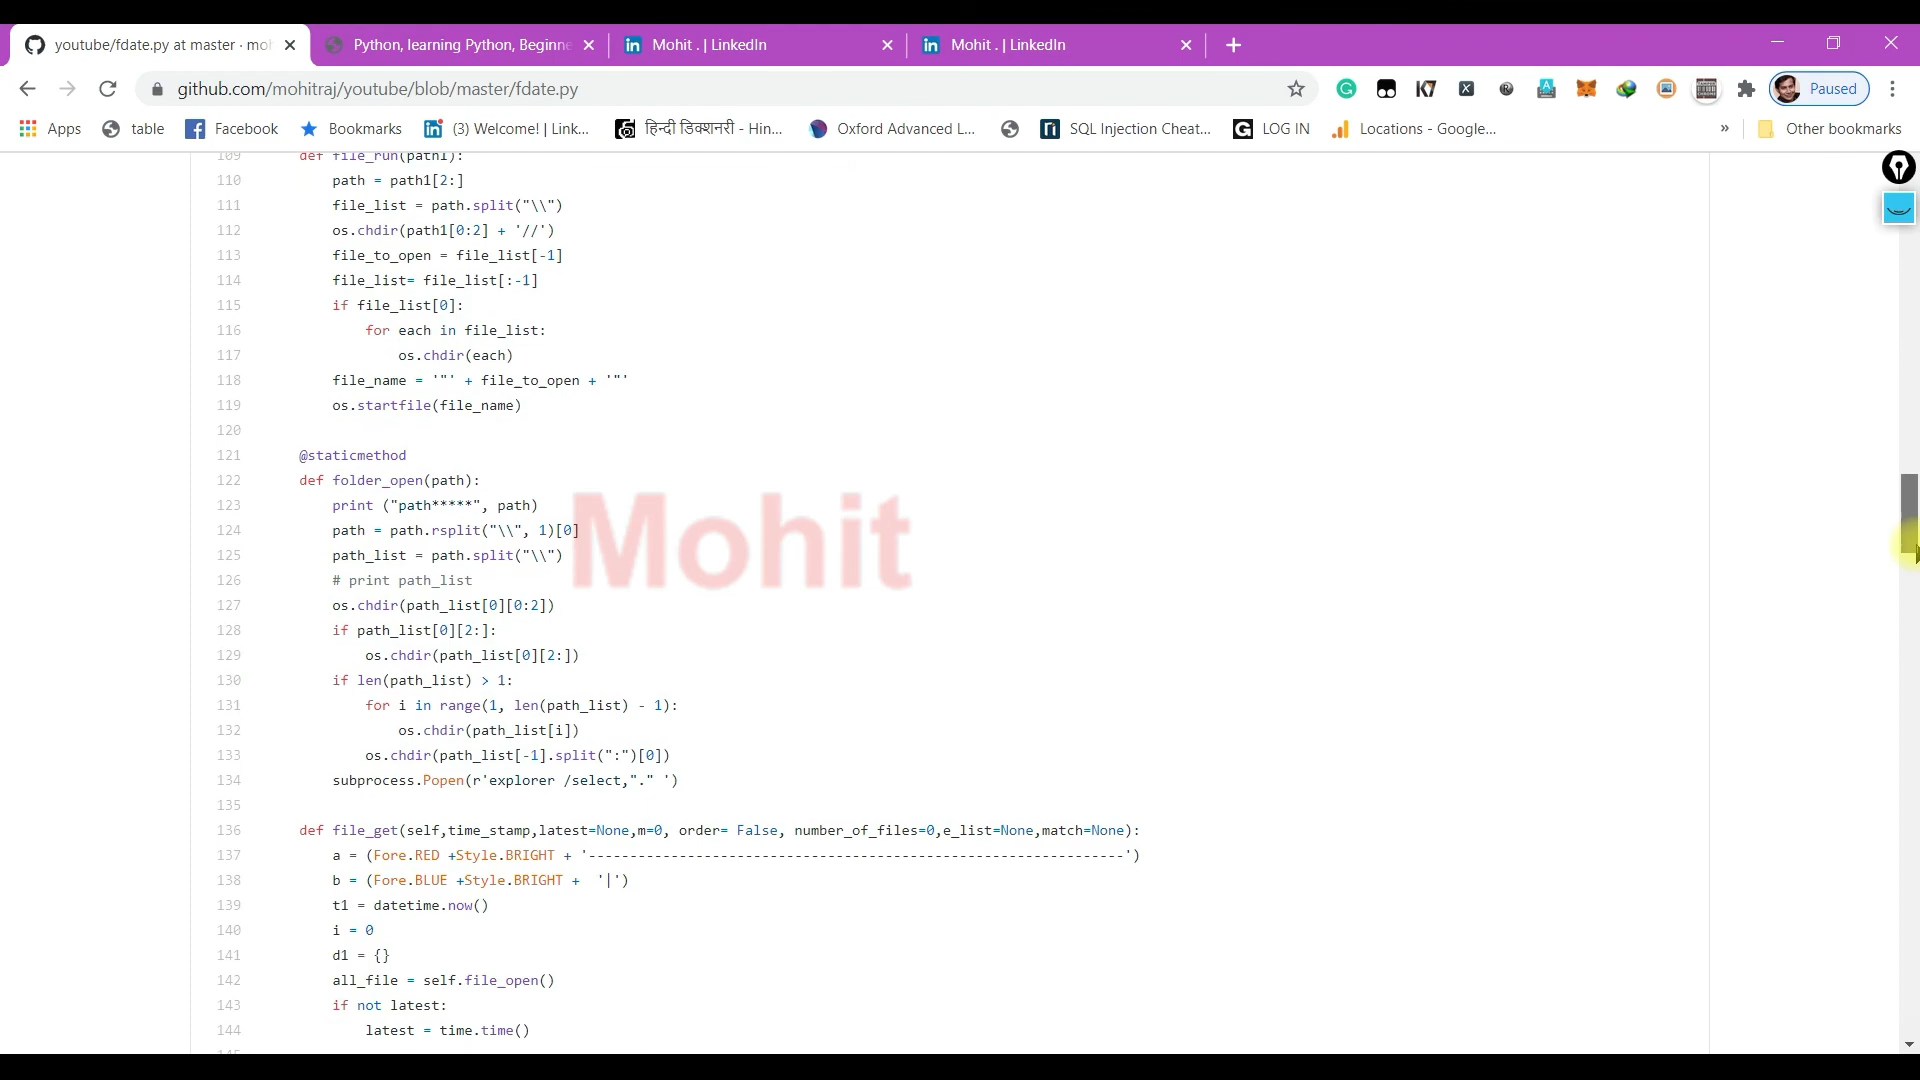 youtube/fdate.py at master · moh
Python, learning Python, Beginne
Mohit . | LinkedIn
Mohit . | LinkedIn
github.com/mohitraj/youtube/blob/master/fdate.py
Paused
Apps
table
Facebook
Bookmarks
(3) Welcome! | Link...
हिन्दी डिक्शनरी - Hin...
Oxford Advanced L...
SQL Injection Cheat...
LOG IN
Locations - Google...
»
Other bookmarks
109 def file_run(path1):
110 path = path1[2:]
111 file_list = path.split("\\")
112 os.chdir(path1[0:2] + '//')
113 file_to_open = file_list[-1]
114 file_list= file_list[:-1]
115 if file_list[0]:
116 for each in file_list:
117 os.chdir(each)
118 file_name = '"' + file_to_open + '"'
119 os.startfile(file_name)
120
121 @staticmethod
122 def folder_open(path):
123 print ("path*****", path)
124 path = path.rsplit("\\", 1)[0]
125 path_list = path.split("\\")
126 # print path_list
127 os.chdir(path_list[0][0:2])
128 if path_list[0][2:]:
129 os.chdir(path_list[0][2:])
130 if len(path_list) > 1:
131 for i in range(1, len(path_list) - 1):
132 os.chdir(path_list[i])
133 os.chdir(path_list[-1].split(":")[0])
134 subprocess.Popen(r'explorer /select,"." ')
135
136 def file_get(self,time_stamp,latest=None,m=0, order= False, number_of_files=0,e_list=None,match=None):
137 a = (Fore.RED +Style.BRIGHT + '-----------------------------------------------------------------')
138 b = (Fore.BLUE +Style.BRIGHT + '|')
139 t1 = datetime.now()
140 i = 0
141 d1 = {}
142 all_file = self.file_open()
143 if not latest:
144 latest = time.time()
145
Mohit